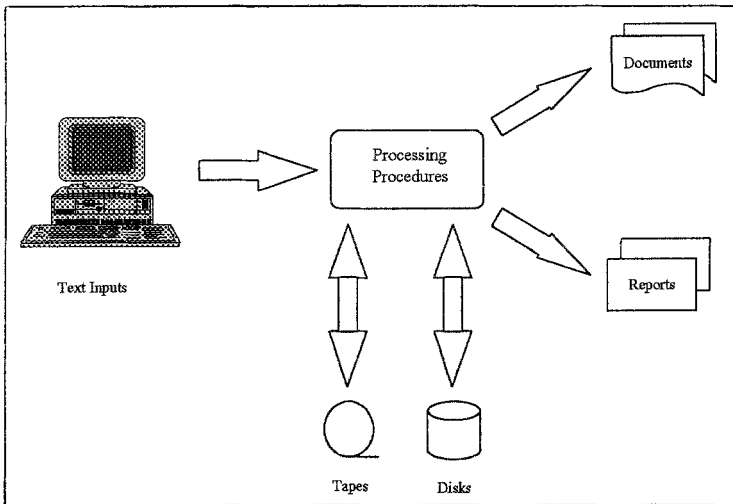 Documents
Processing
Procedures
Text Inputs
Reports
Tapes
Disks